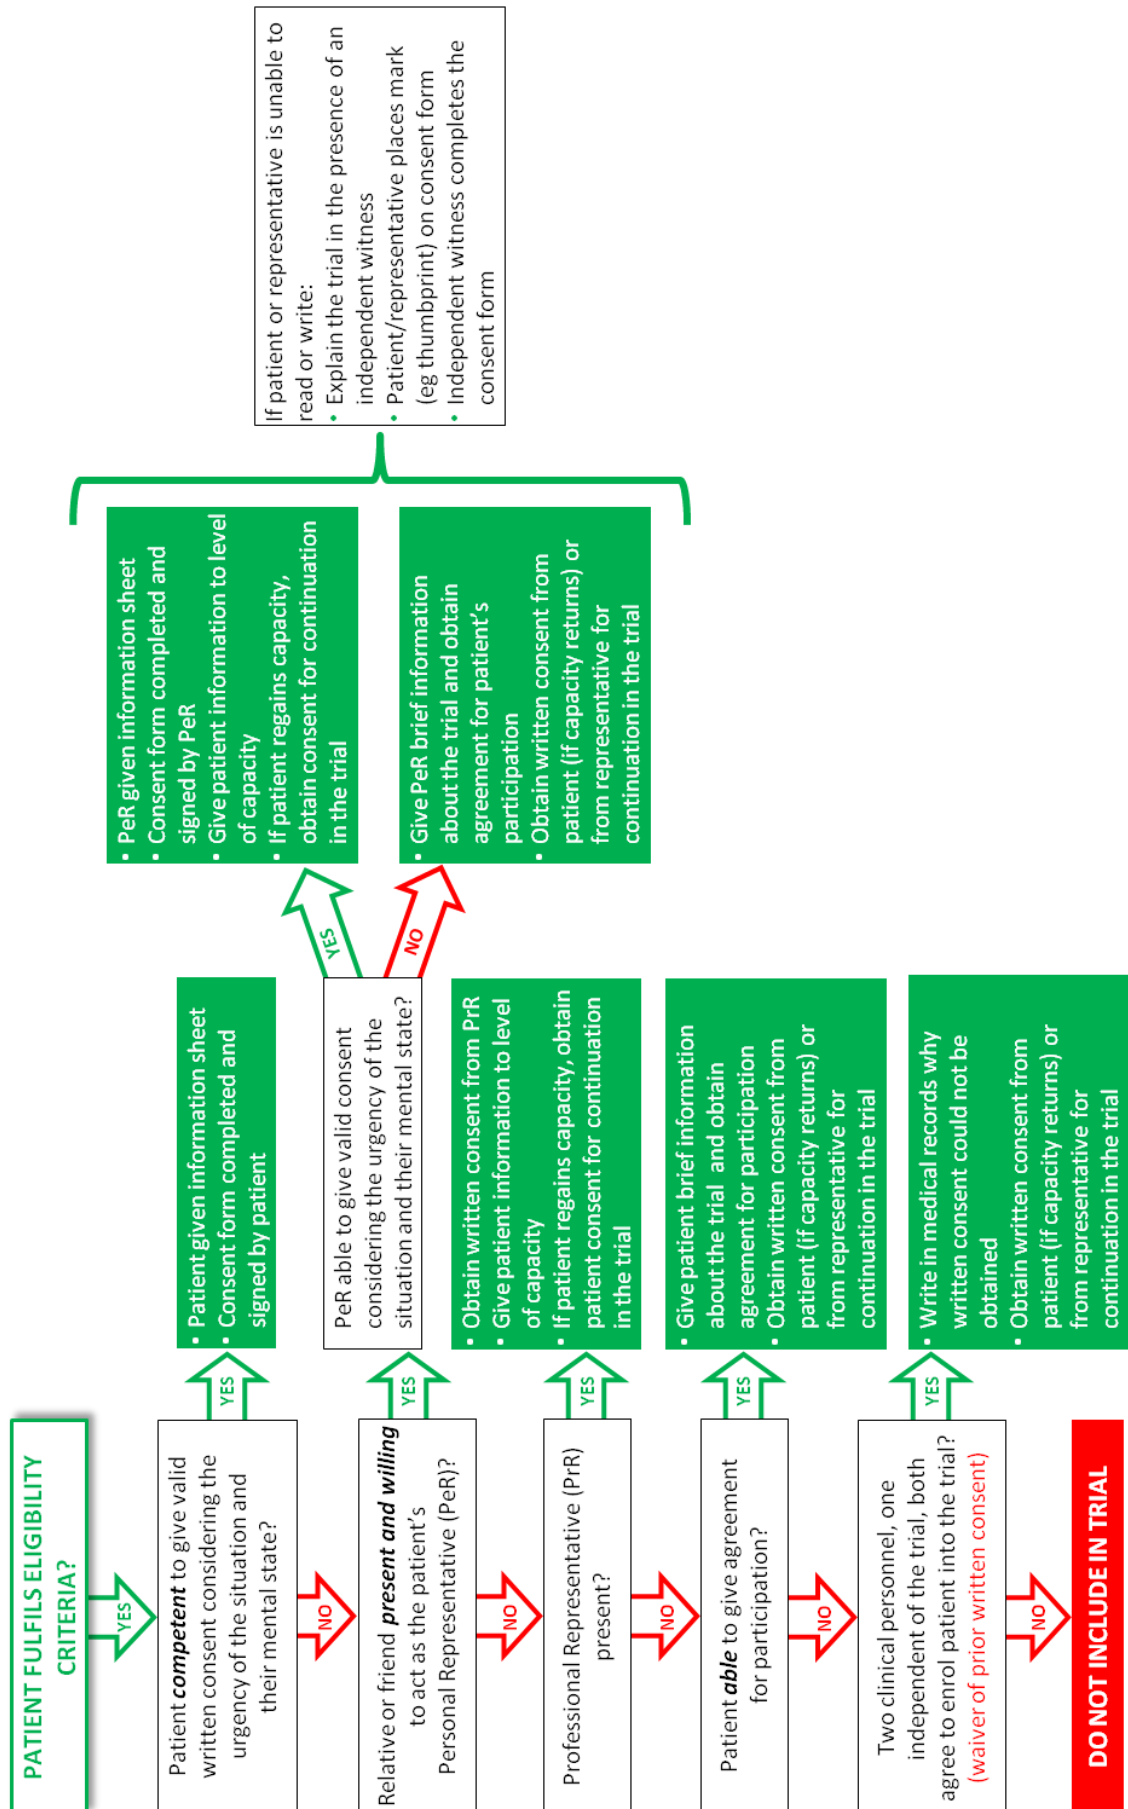 PATIENT FULFILS ELIGIBILITY
CRITERIA?
YES
Patient competent to give valid
written consent considering the
urgency of the situation and
their mental state?
YES
• Patient given information sheet
• Consent form completed and
signed by patient
NO
Relative or friend present and willing
to act as the patient's
Personal Representative (PeR)?
YES
PeR able to give valid consent
considering the urgency of the
situation and their mental state?
YES
• PeR given information sheet
• Consent form completed and
signed by PeR
• Give patient information to level
of capacity
• If patient regains capacity,
obtain consent for continuation
in the trial
NO
• Give PeR brief information
about the trial and obtain
agreement for patient's
participation
• Obtain written consent from
patient (if capacity returns) or
from representative for
continuation in the trial
If patient or representative is unable to
read or write:
• Explain the trial in the presence of an
independent witness
• Patient/representative places mark
(eg thumbprint) on consent form
• Independent witness completes the
consent form
NO
Professional Representative (PrR)
present?
YES
• Obtain written consent from PrR
• Give patient information to level
of capacity
• If patient regains capacity, obtain
patient consent for continuation
in the trial
NO
Patient able to give agreement
for participation?
YES
• Give patient brief information
about the trial and obtain
agreement for participation
• Obtain written consent from
patient (if capacity returns) or
from representative for
continuation in the trial
NO
Two clinical personnel, one
independent of the trial, both
agree to enrol patient into the trial?
(waiver of prior written consent)
YES
• Write in medical records why
written consent could not be
obtained
• Obtain written consent from
patient (if capacity returns) or
from representative for
continuation in the trial
NO
DO NOT INCLUDE IN TRIAL